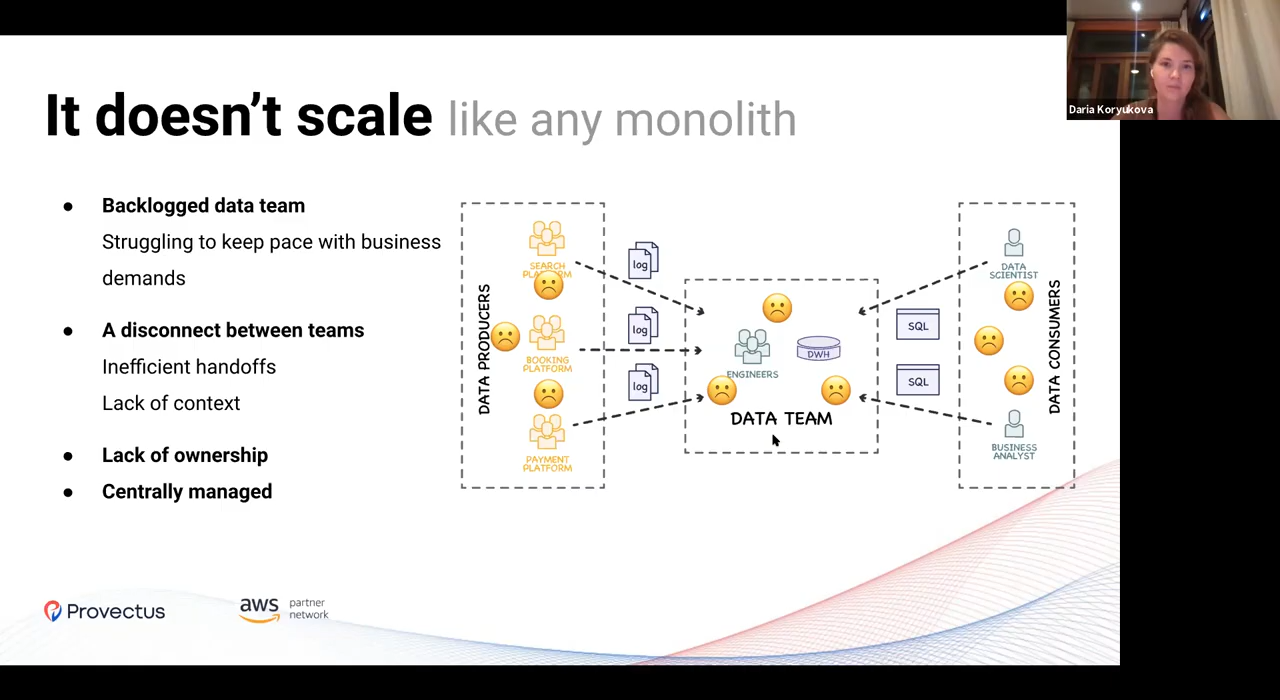 Daria Koryukova
It doesn’t scale like any monolith
● Backlogged data team
Struggling to keep pace with business
demands
● A disconnect between teams
Inefficient handoffs
Lack of context
● Lack of ownership
● Centrally managed
DATA PRODUCERS
SEARCH
PLATFORM
BOOKING
PLATFORM
PAYMENT
PLATFORM
log
log
log
ENGINEERS
DWH
DATA TEAM
SQL
SQL
DATA
SCIENTIST
BUSINESS
ANALYST
DATA CONSUMERS
Provectus
aws partner
network